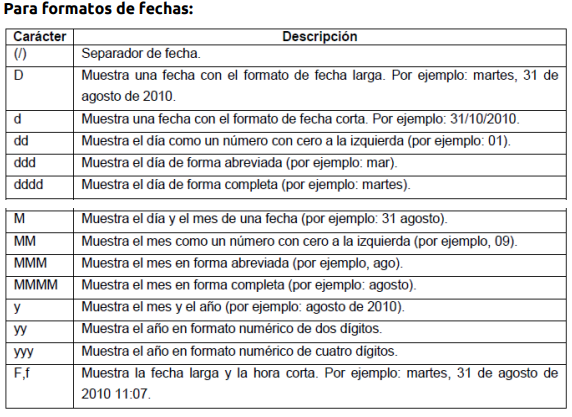 Para formatos de fechas:
Carácter Descripción
(/) Separador de fecha.
D Muestra una fecha con el formato de fecha larga. Por ejemplo: martes, 31 de
agosto de 2010.
d Muestra una fecha con el formato de fecha corta. Por ejemplo: 31/10/2010.
dd Muestra el día como un número con cero a la izquierda (por ejemplo: 01).
ddd Muestra el día de forma abreviada (por ejemplo: mar).
dddd Muestra el día de forma completa (por ejemplo: martes).
M Muestra el día y el mes de una fecha (por ejemplo: 31 agosto).
MM Muestra el mes como un número con cero a la izquierda (por ejemplo, 09).
MMM Muestra el mes en forma abreviada (por ejemplo, ago).
MMMM Muestra el mes en forma completa (por ejemplo: agosto).
y Muestra el mes y el año (por ejemplo: agosto de 2010).
yy Muestra el año en formato numérico de dos dígitos.
yyy Muestra el año en formato numérico de cuatro dígitos.
F,f Muestra la fecha larga y la hora corta. Por ejemplo: martes, 31 de agosto de
2010 11:07.